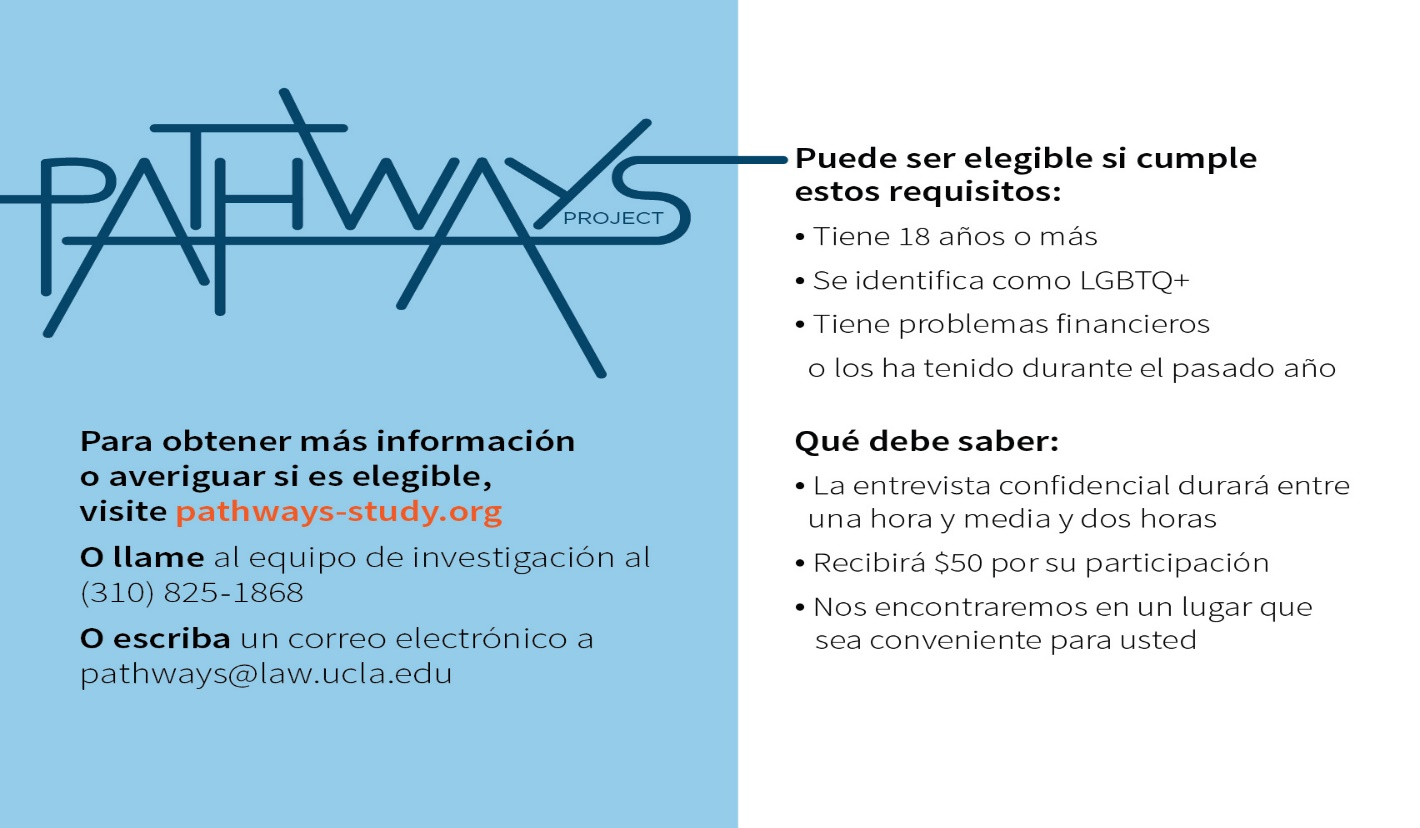 PATHWAYS
PROJECT
Para obtener más información
o averiguar si es elegible,
visite pathways-study.org
O llame al equipo de investigación al
(310) 825-1868
O escriba un correo electrónico a
pathways@law.ucla.edu
Puede ser elegible si cumple
estos requisitos:
• Tiene 18 años o más
• Se identifica como LGBTQ+
• Tiene problemas financieros
o los ha tenido durante el pasado año
Qué debe saber:
• La entrevista confidencial durará entre
una hora y media y dos horas
• Recibirá $50 por su participación
• Nos encontraremos en un lugar que
sea conveniente para usted